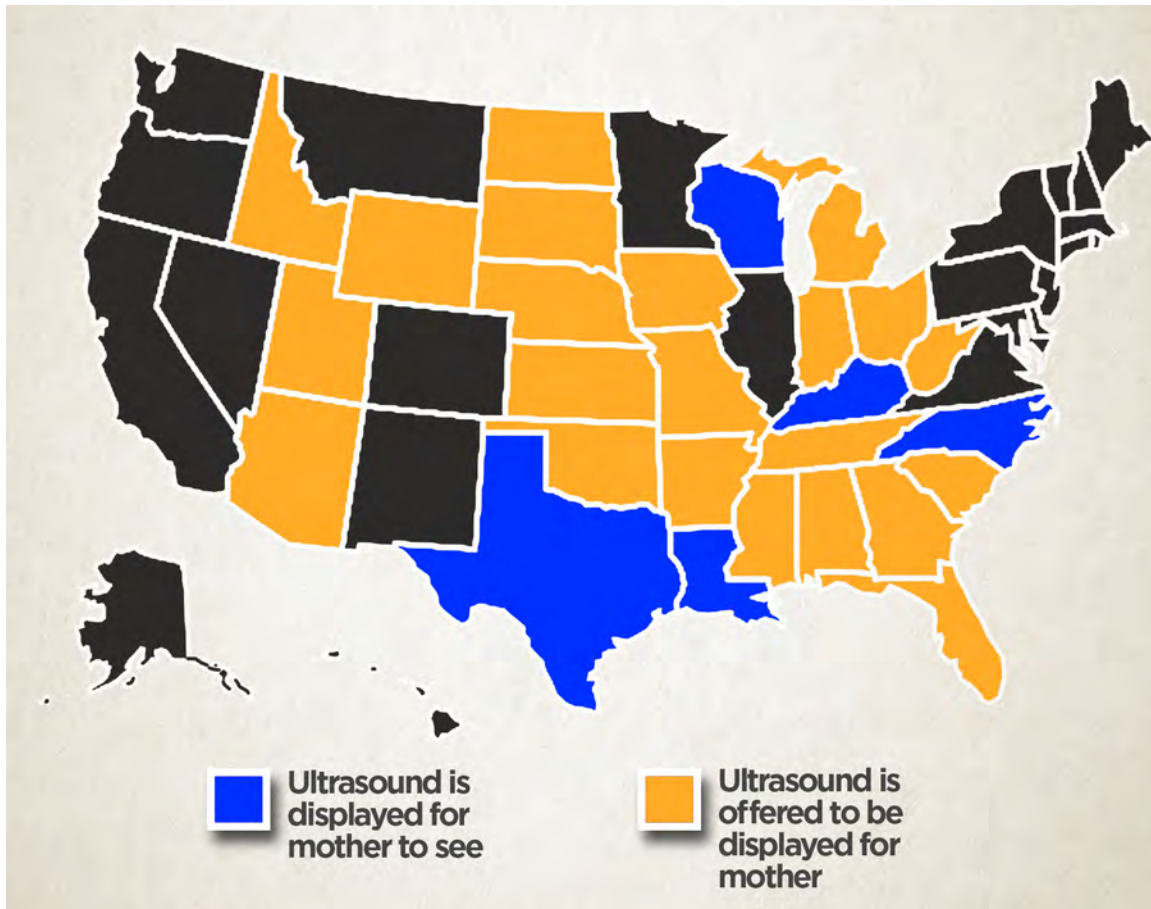 Ultrasound is
displayed for
mother to see
Ultrasound is
offered to be
displayed for
mother